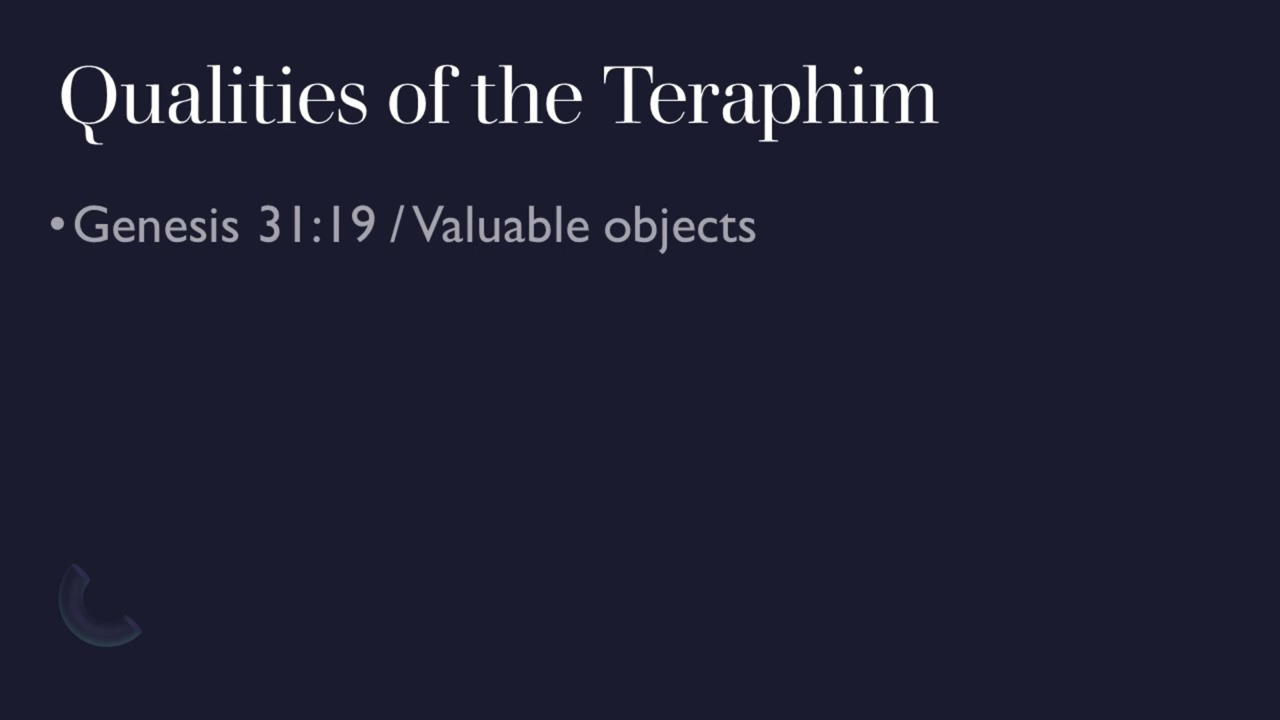 Qualities of the Teraphim
• Genesis 31:19 / Valuable objects